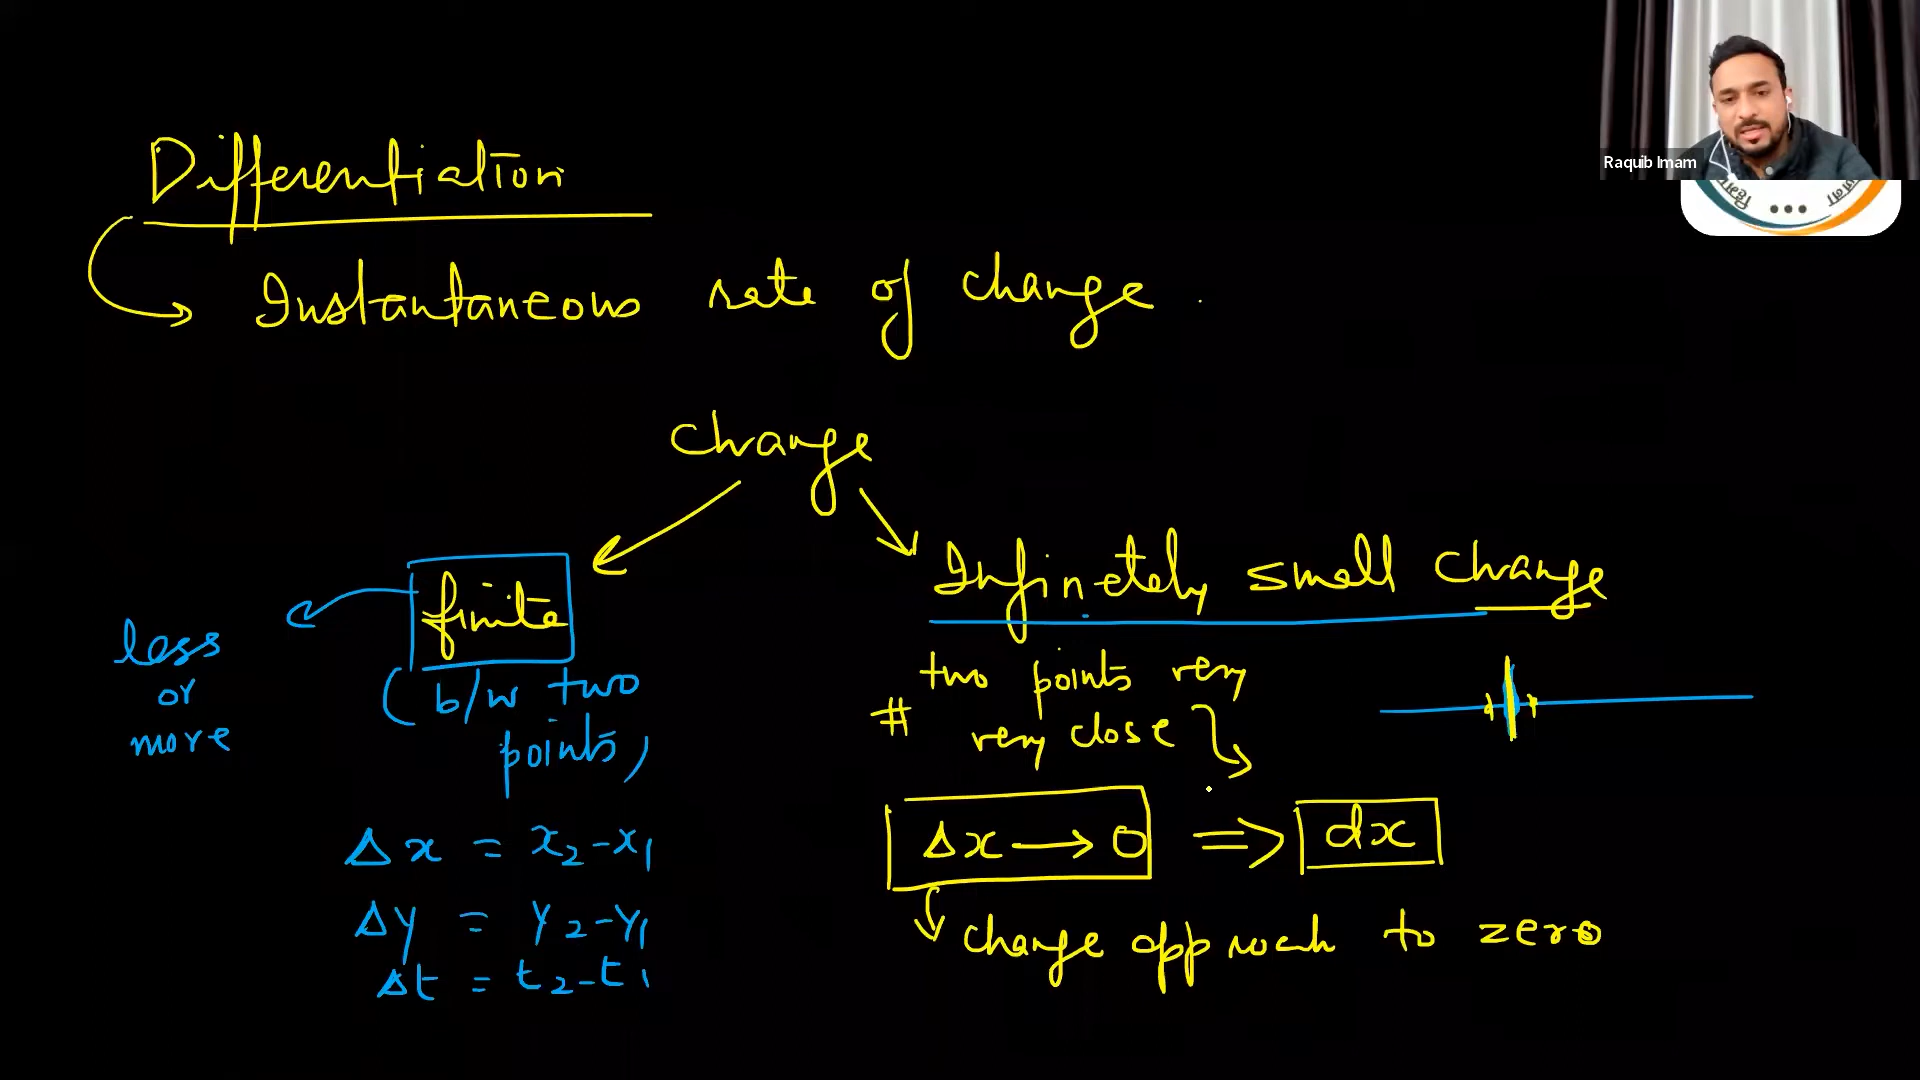 Differentiation
Instantaneous rate of change.
Change
finite
Infinetely small change
less
or
more
( b/w two
points)
two points very
# very close
Δx = x₂-x₁
Δx → 0 => dx
Δy = y₂-y₁
change approach to zero
Δt = t₂-t₁
Raquib Imam